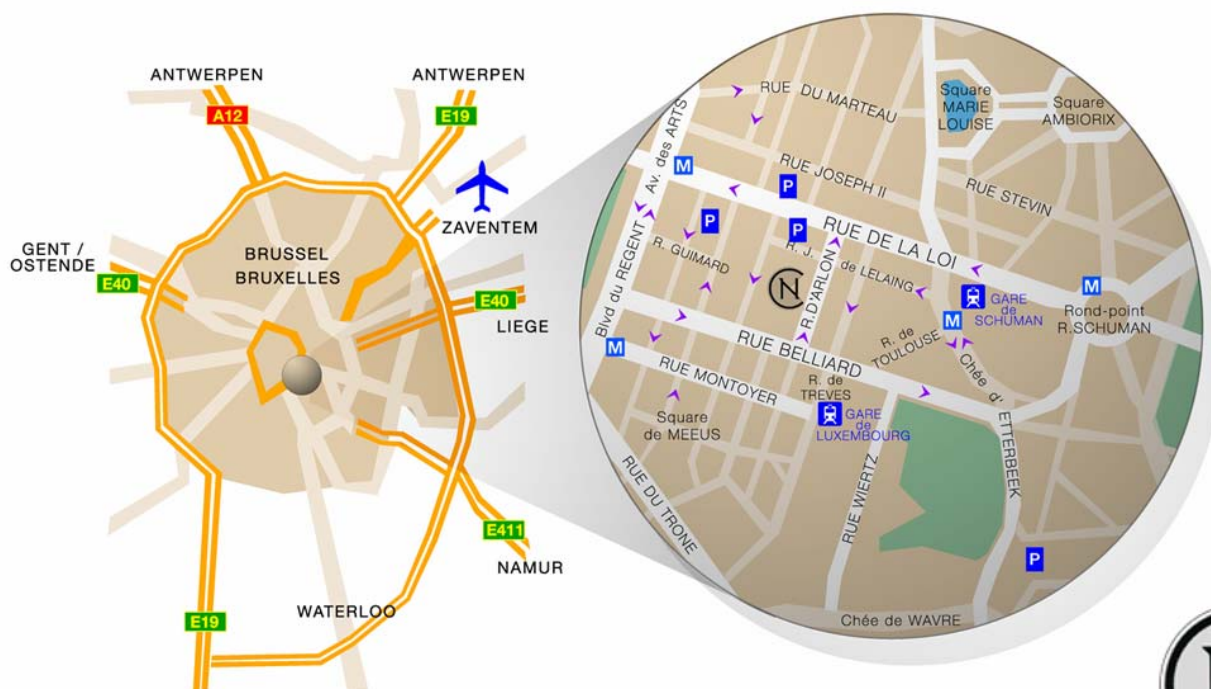 ANTWERPEN
ANTWERPEN
A12
E19
ZAVENTEM
GENT /
OSTENDE
BRUSSEL
BRUXELLES
E40
E40
LIEGE
E411
NAMUR
WATERLOO
E19
RUE DU MARTEAU
Square
MARIE
LOUISE
Square
AMBIORIX
Av. des ARTS
M
RUE JOSEPH II
P
RUE STEVIN
P
P
RUE DE LA LOI
R. GUIMARD
R. J. de LELAING
Blvd du REGENT
R.D'ARLON
CN
GARE
de
SCHUMAN
M
Rond-point
R.SCHUMAN
M
M
RUE BELLIARD
R. de
TOULOUSE
Chée d'ETTERBEEK
RUE MONTOYER
R. de
TREVES
GARE
de
LUXEMBOURG
Square
de MEEUS
RUE DU TRONE
RUE WIERTZ
P
Chée de WAVRE